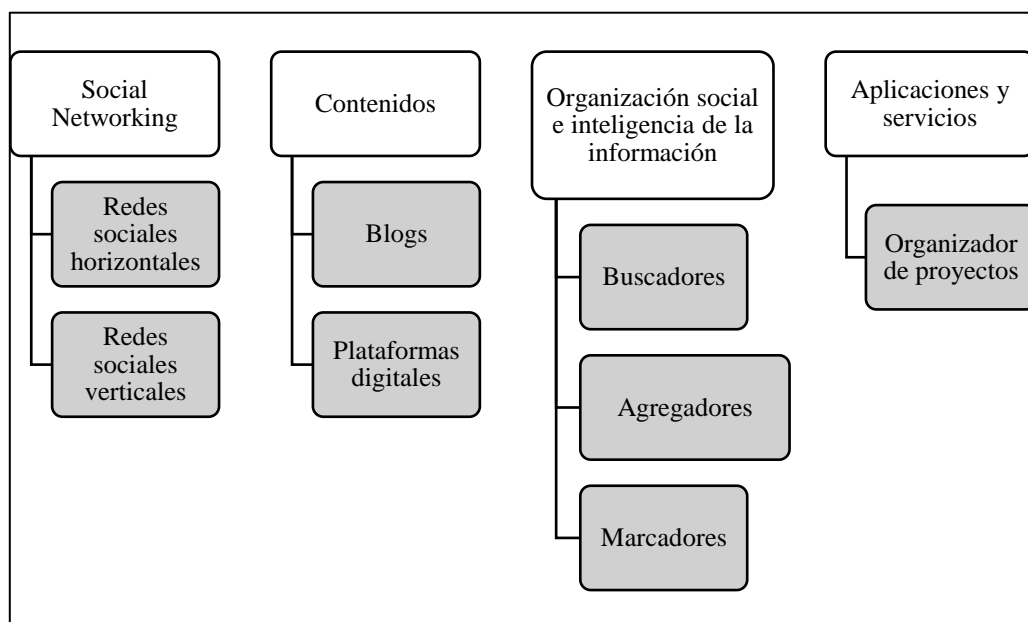 Social
Networking
Redes
sociales
horizontales
Redes
sociales
verticales
Contenidos
Blogs
Plataformas
digitales
Organización social
e inteligencia de la
información
Buscadores
Agregadores
Marcadores
Aplicaciones y
servicios
Organizador
de proyectos